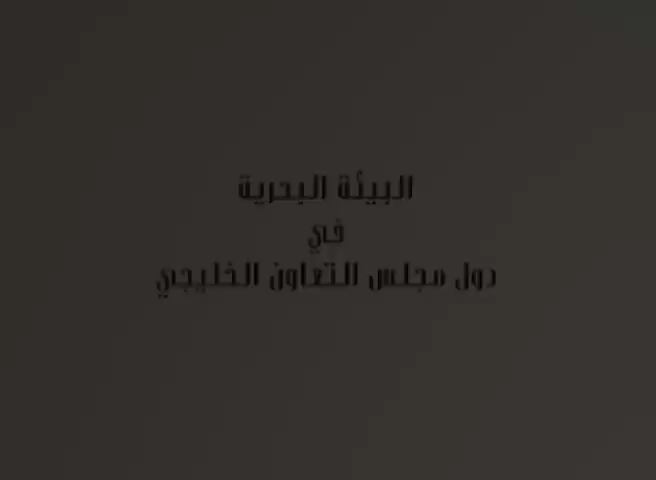 البيئة البحرية
في
دول مجلس التعاون الخليجي